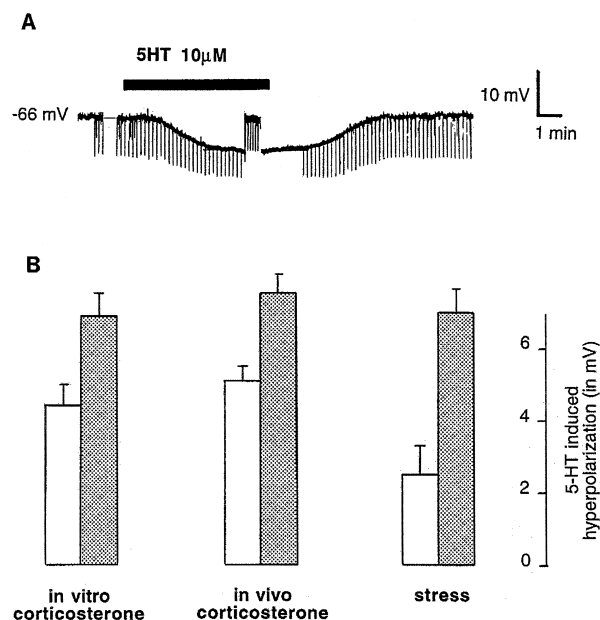 A
5HT 10µM
-66 mV
10 mV
1 min
B
6
4
2
0
5-HT induced
hyperpolarization (in mV)
in vitro
corticosterone
in vivo
corticosterone
stress